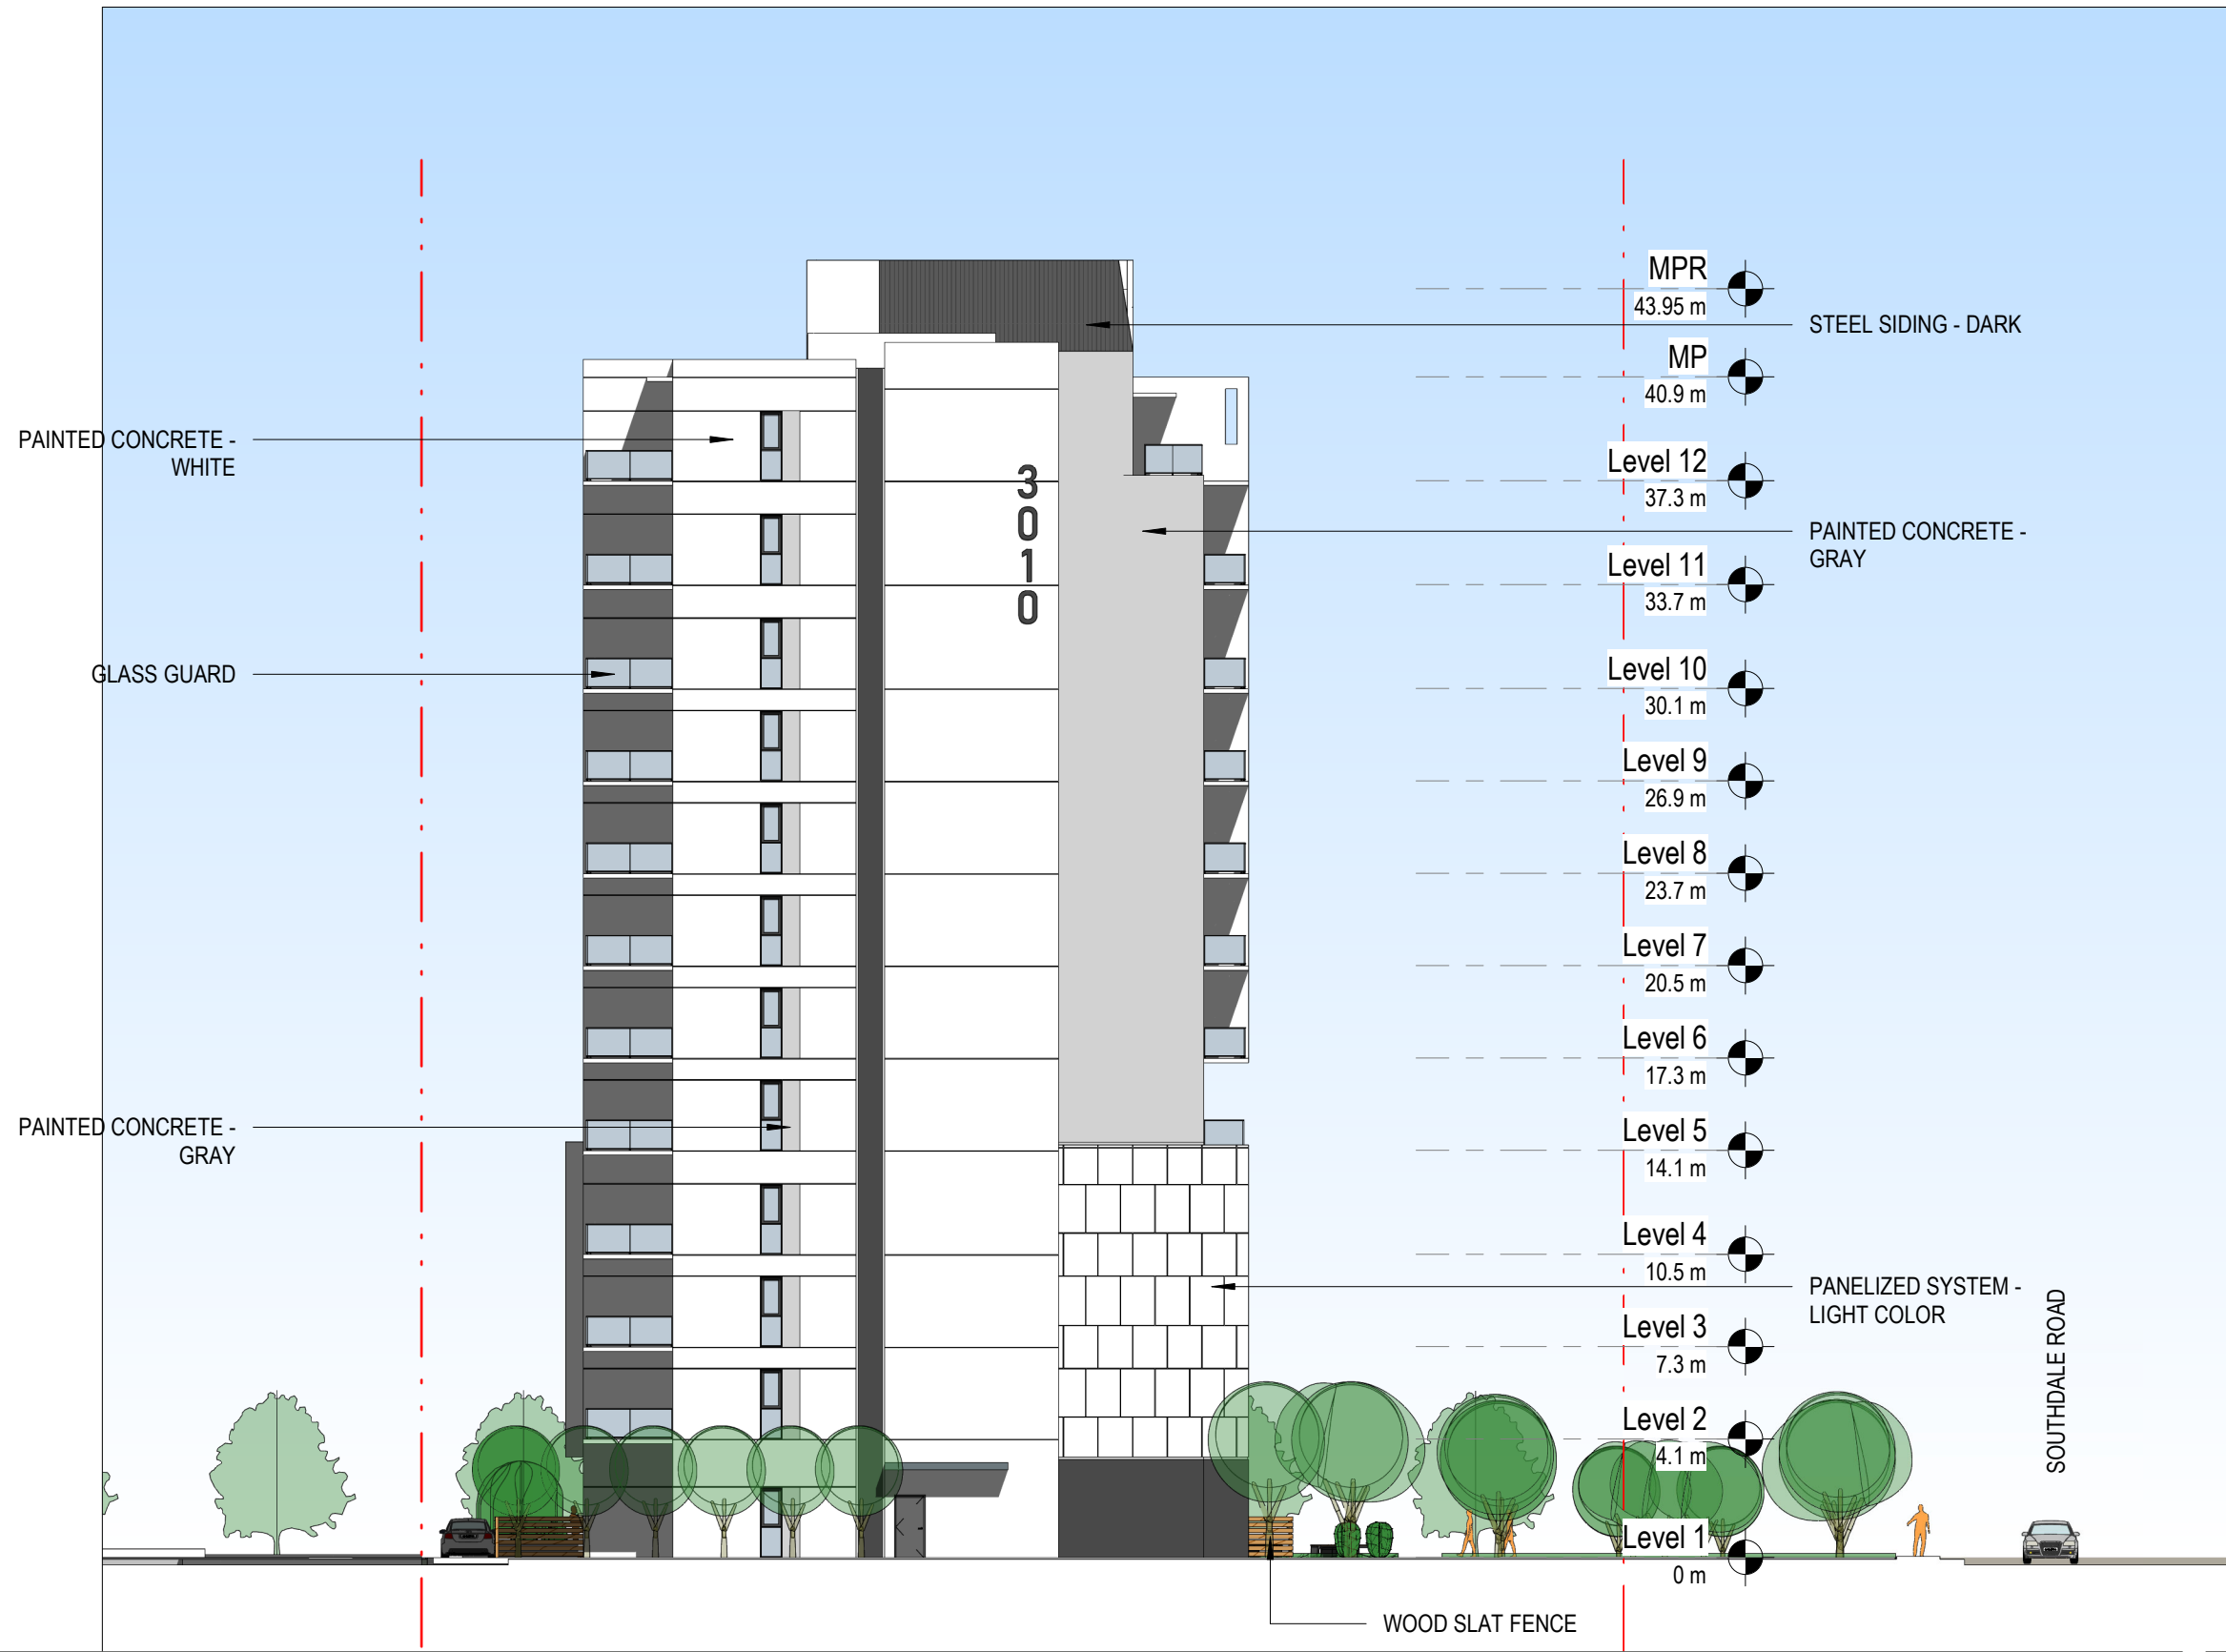 MPR
43.95 m
STEEL SIDING - DARK
MP
40.9 m
PAINTED CONCRETE -
WHITE
Level 12
37.3 m
3
0
1
0
PAINTED CONCRETE -
GRAY
Level 11
33.7 m
GLASS GUARD
Level 10
30.1 m
Level 9
26.9 m
Level 8
23.7 m
Level 7
20.5 m
Level 6
17.3 m
PAINTED CONCRETE -
GRAY
Level 5
14.1 m
Level 4
10.5 m
PANELIZED SYSTEM -
LIGHT COLOR
Level 3
7.3 m
SOUTHDALE ROAD
Level 2
4.1 m
Level 1
0 m
WOOD SLAT FENCE